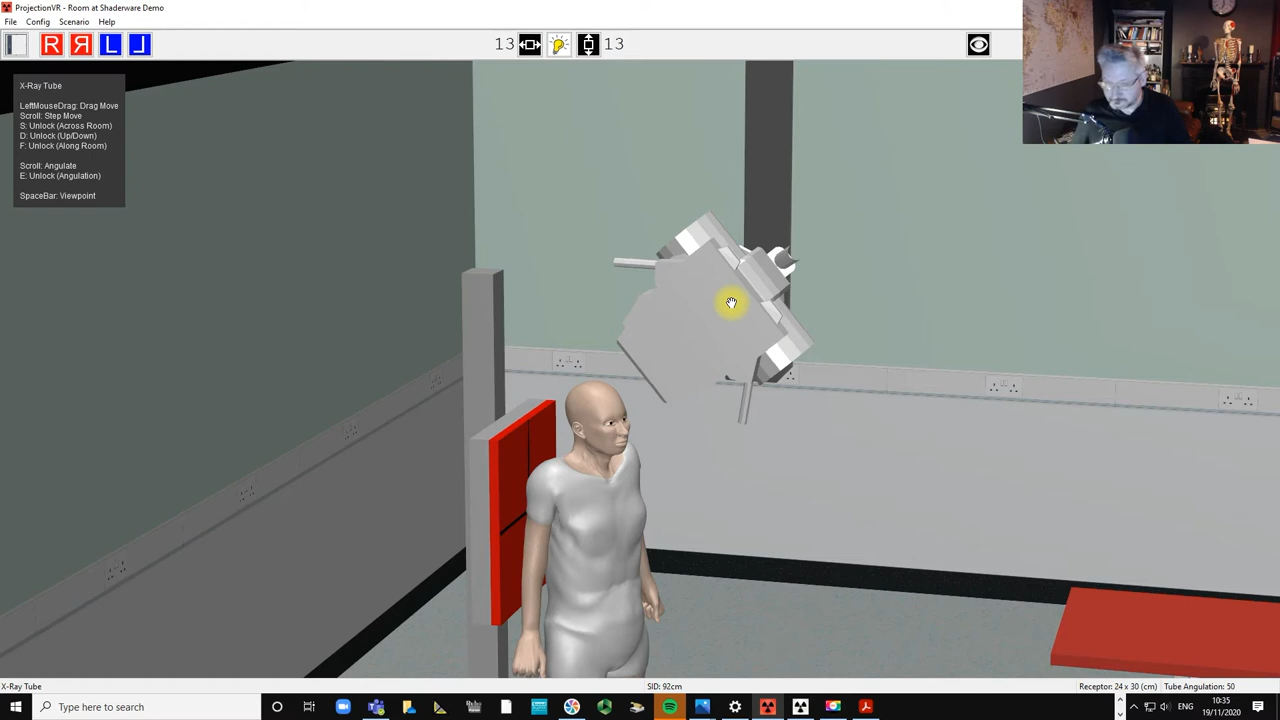 ProjectionVR - Room at Shaderware Demo
File Config Scenario Help
R R L L 13 13
X-Ray Tube
LeftMouseDrag: Drag Move
Scroll: Step Move
S: Unlock (Across Room)
D: Unlock (Up/Down)
F: Unlock (Along Room)
Scroll: Angulate
E: Unlock (Angulation)
SpaceBar: Viewpoint
X-Ray Tube SID: 92cm Receptor: 24 x 30 (cm) Tube Angulation: 50
Type here to search
10:35
19/11/2020